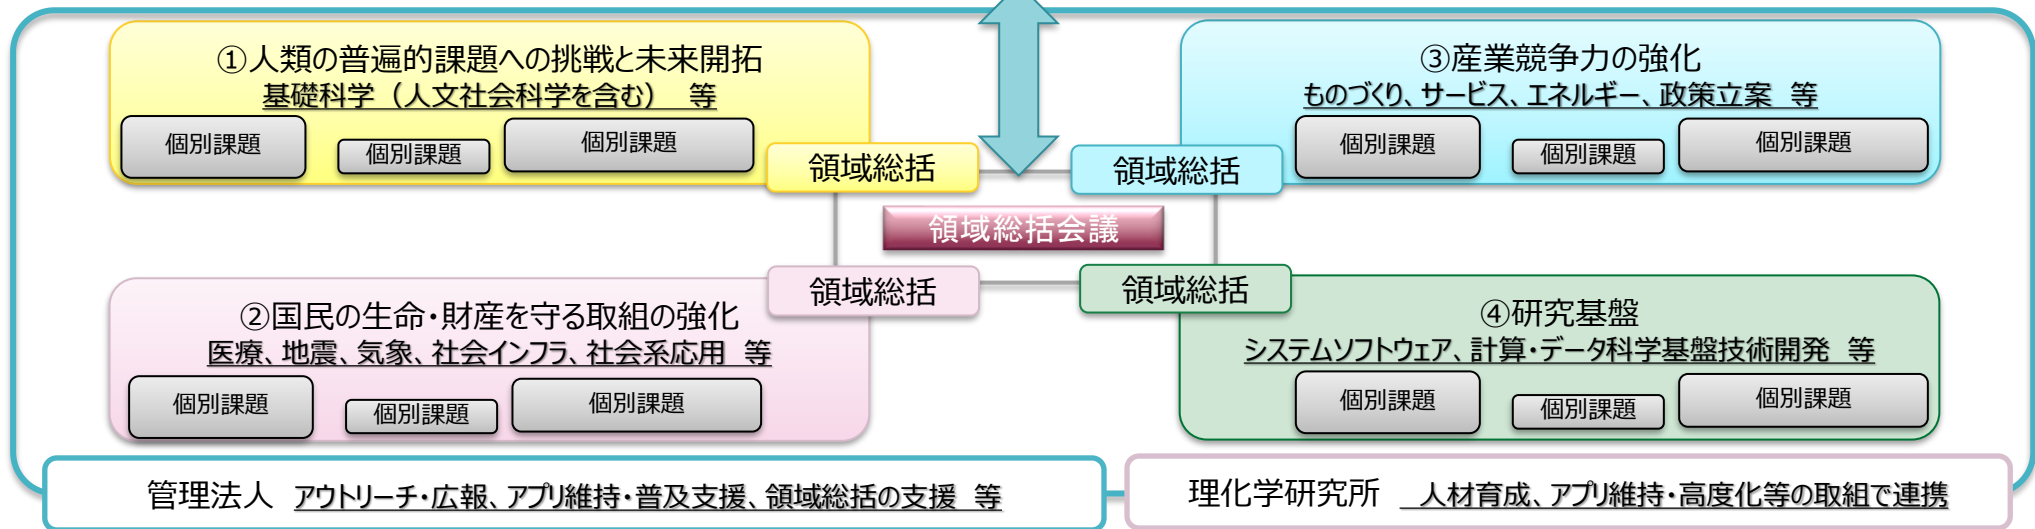 ①人類の普遍的課題への挑戦と未来開拓
基礎科学（人文社会科学を含む） 等
個別課題
個別課題
個別課題
領域総括
③産業競争力の強化
ものづくり、サービス、エネルギー、政策立案 等
個別課題
個別課題
個別課題
領域総括
領域総括会議
領域総括
②国民の生命・財産を守る取組の強化
医療、地震、気象、社会インフラ、社会系応用 等
個別課題
個別課題
個別課題
領域総括
④研究基盤
システムソフトウェア、計算・データ科学基盤技術開発 等
個別課題
個別課題
個別課題
管理法人 アウトリーチ・広報、アプリ維持・普及支援、領域総括の支援 等
理化学研究所 人材育成、アプリ維持・高度化等の取組で連携